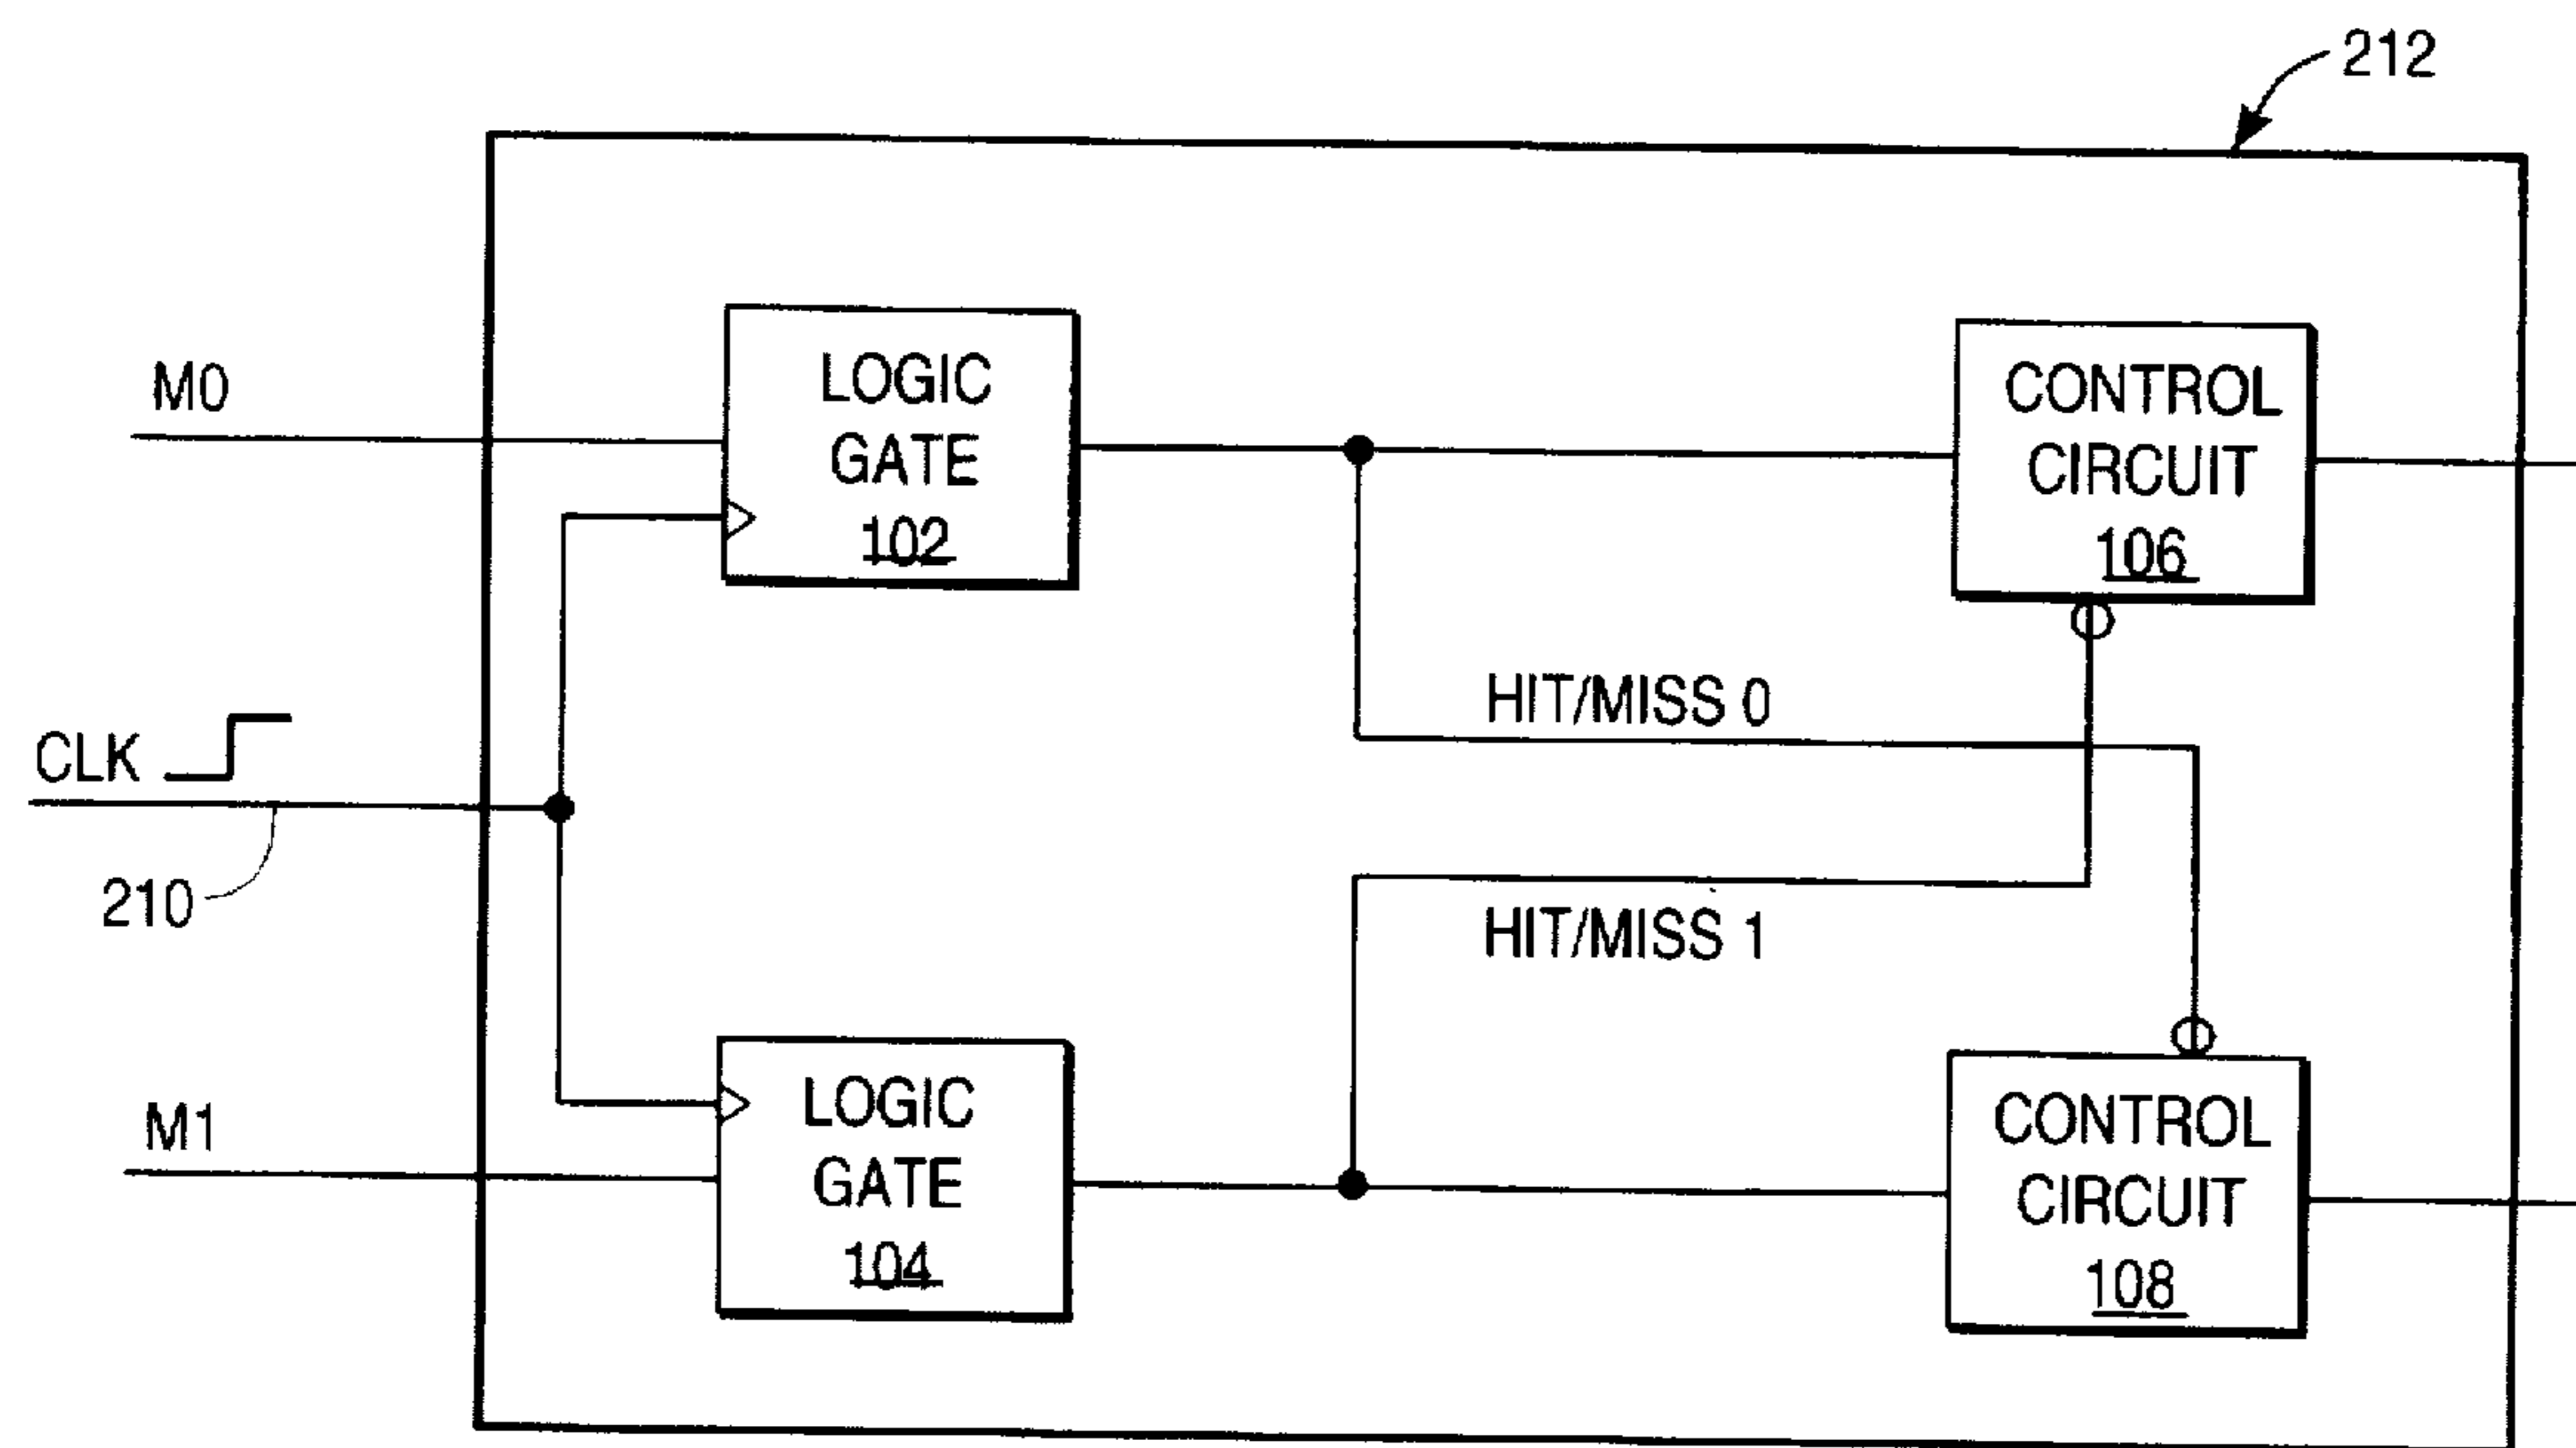 212
M0
LOGIC
GATE
102
CONTROL
CIRCUIT
106
HIT/MISS 0
CLK
210
HIT/MISS 1
M1
LOGIC
GATE
104
CONTROL
CIRCUIT
108